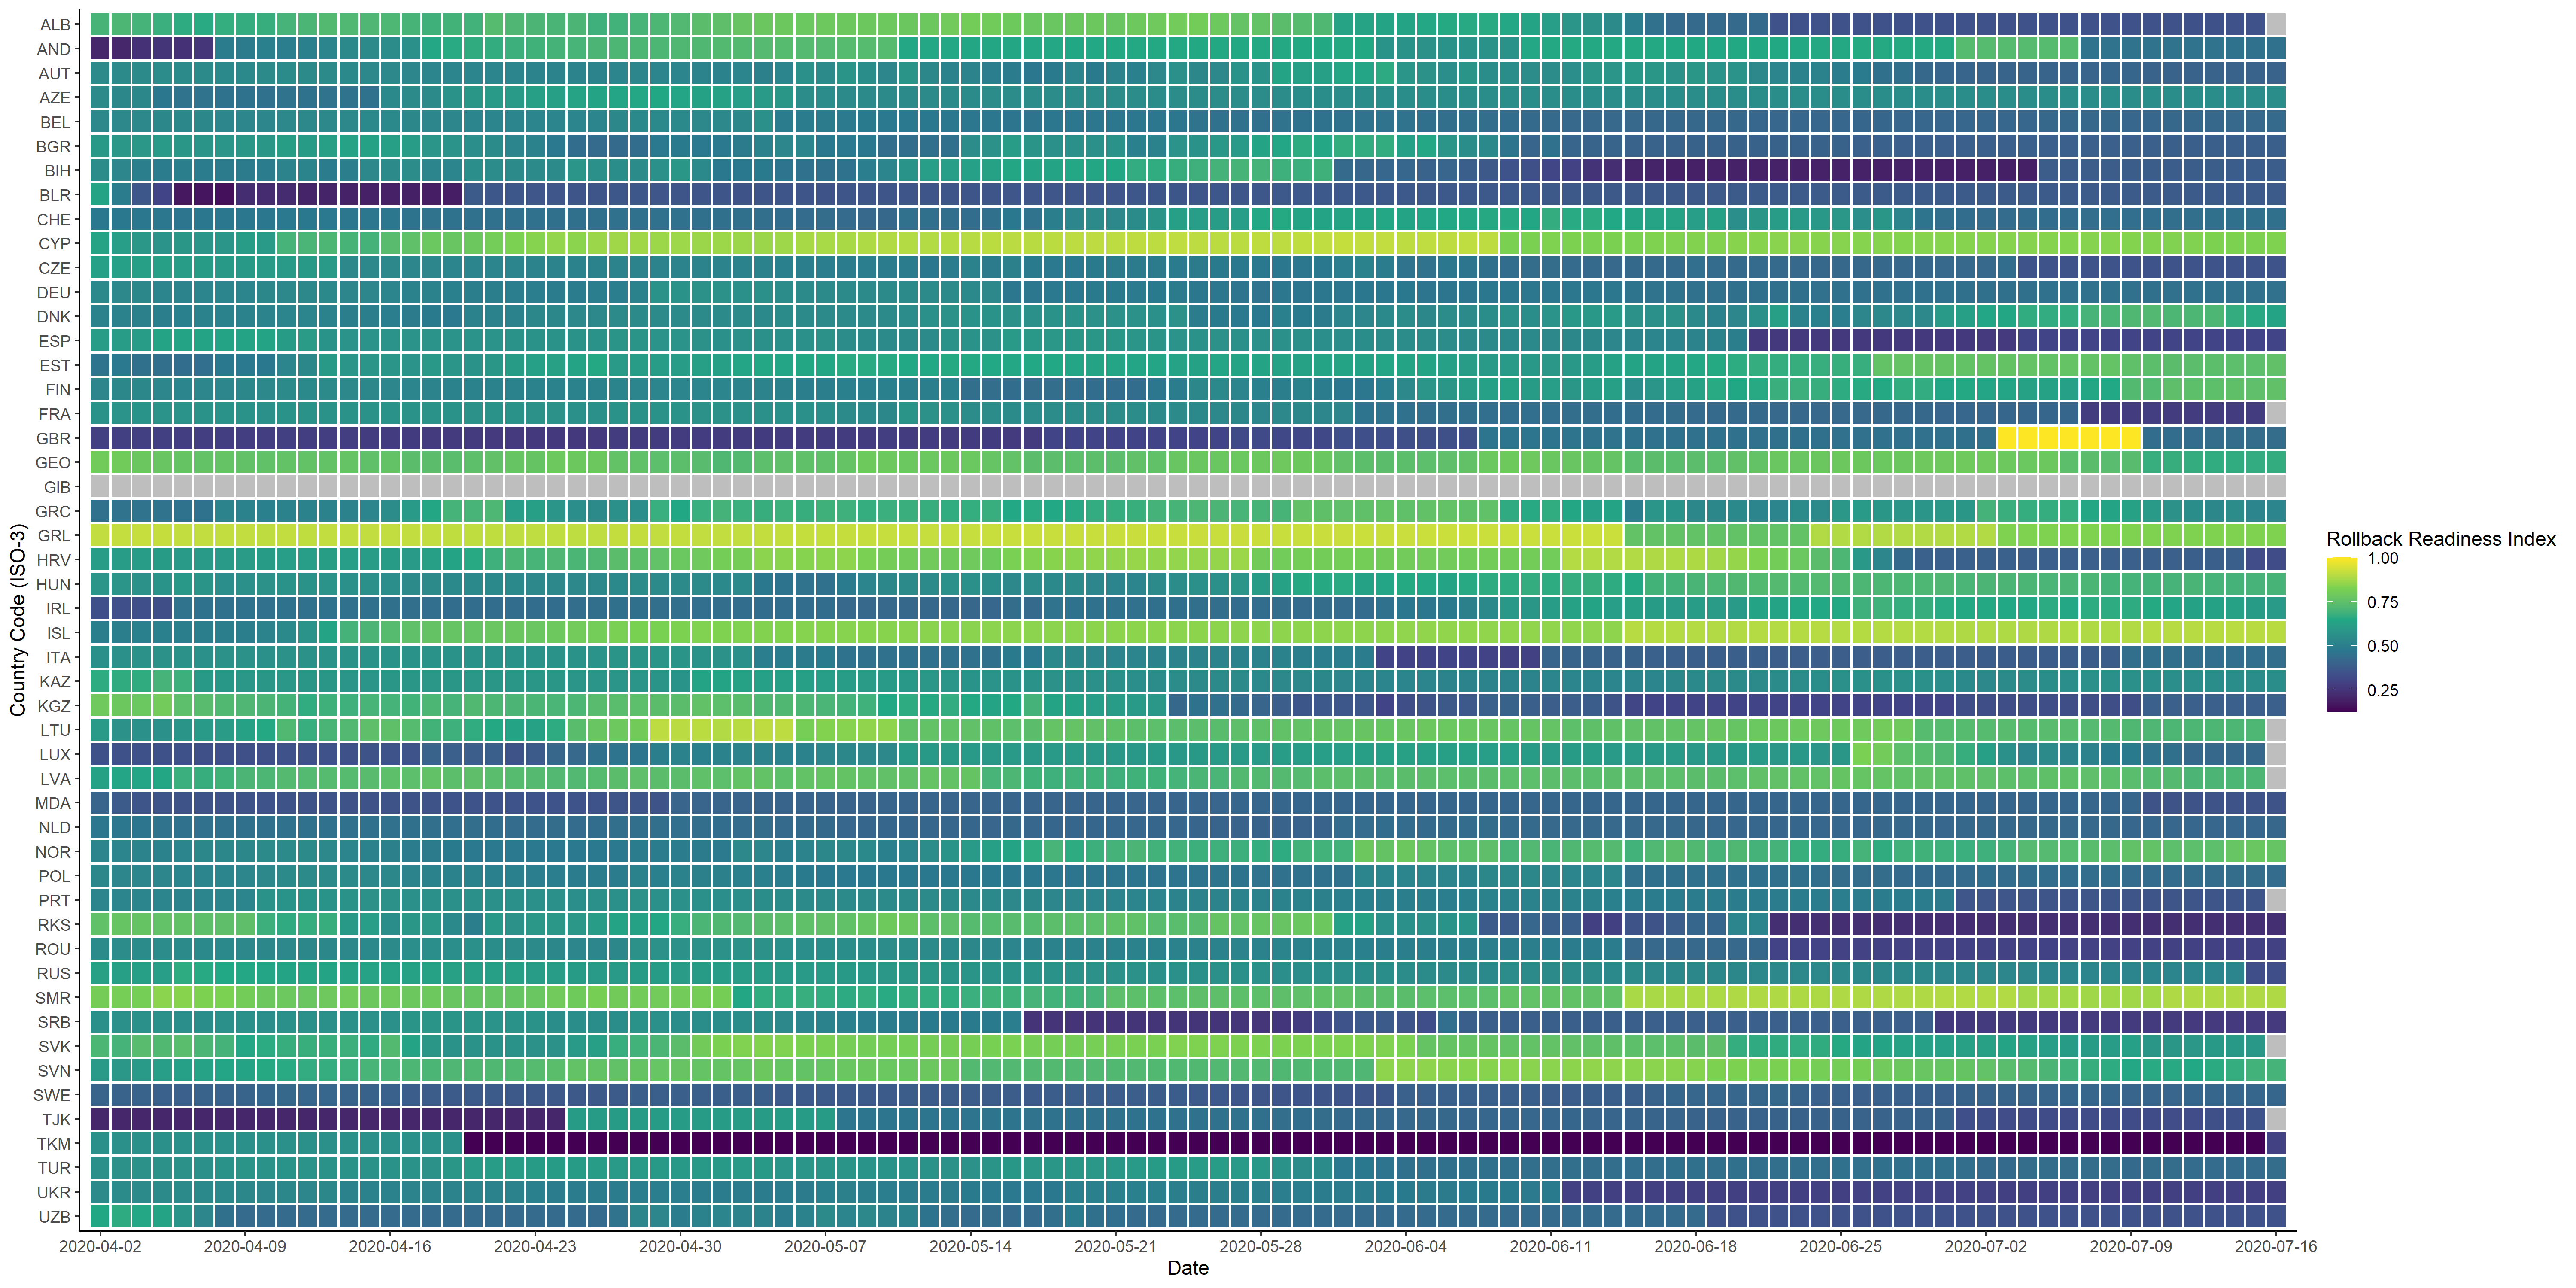 ALB
AND
AUT
AZE
BEL
BGR
BIH
BLR
CHE
CYP
CZE
DEU
DNK
ESP
EST
FIN
FRA
GBR
GEO
GIB
GRC
GRL
HRV
HUN
IRL
ISL
ITA
KAZ
KGZ
LTU
LUX
LVA
MDA
NLD
NOR
POL
PRT
RKS
ROU
RUS
SMR
SRB
SVK
SVN
SWE
TJK
TKM
TUR
UKR
UZB
Country Code (ISO-3)
2020-04-02 2020-04-09 2020-04-16 2020-04-23 2020-04-30 2020-05-07 2020-05-14 2020-05-21 2020-05-28 2020-06-04 2020-06-11 2020-06-18 2020-06-25 2020-07-02 2020-07-09 2020-07-16
Date
Rollback Readiness Index
1.00
0.75
0.50
0.25